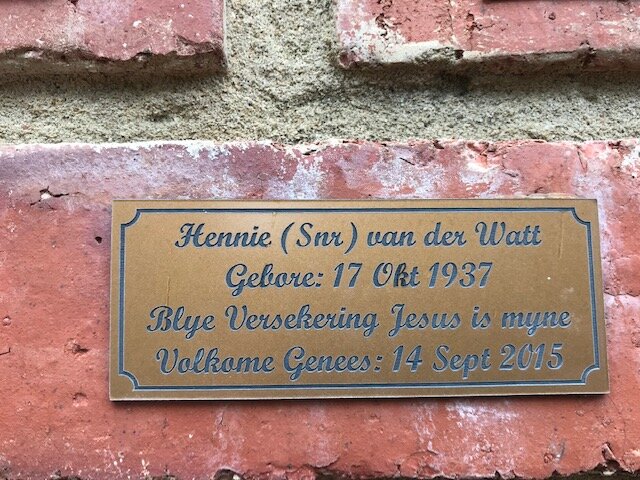 Hennie (Snr) van der Watt
Gebore: 17 Okt 1937
Blye Versekering Jesus is myne
Volkome Genees: 14 Sept 2015